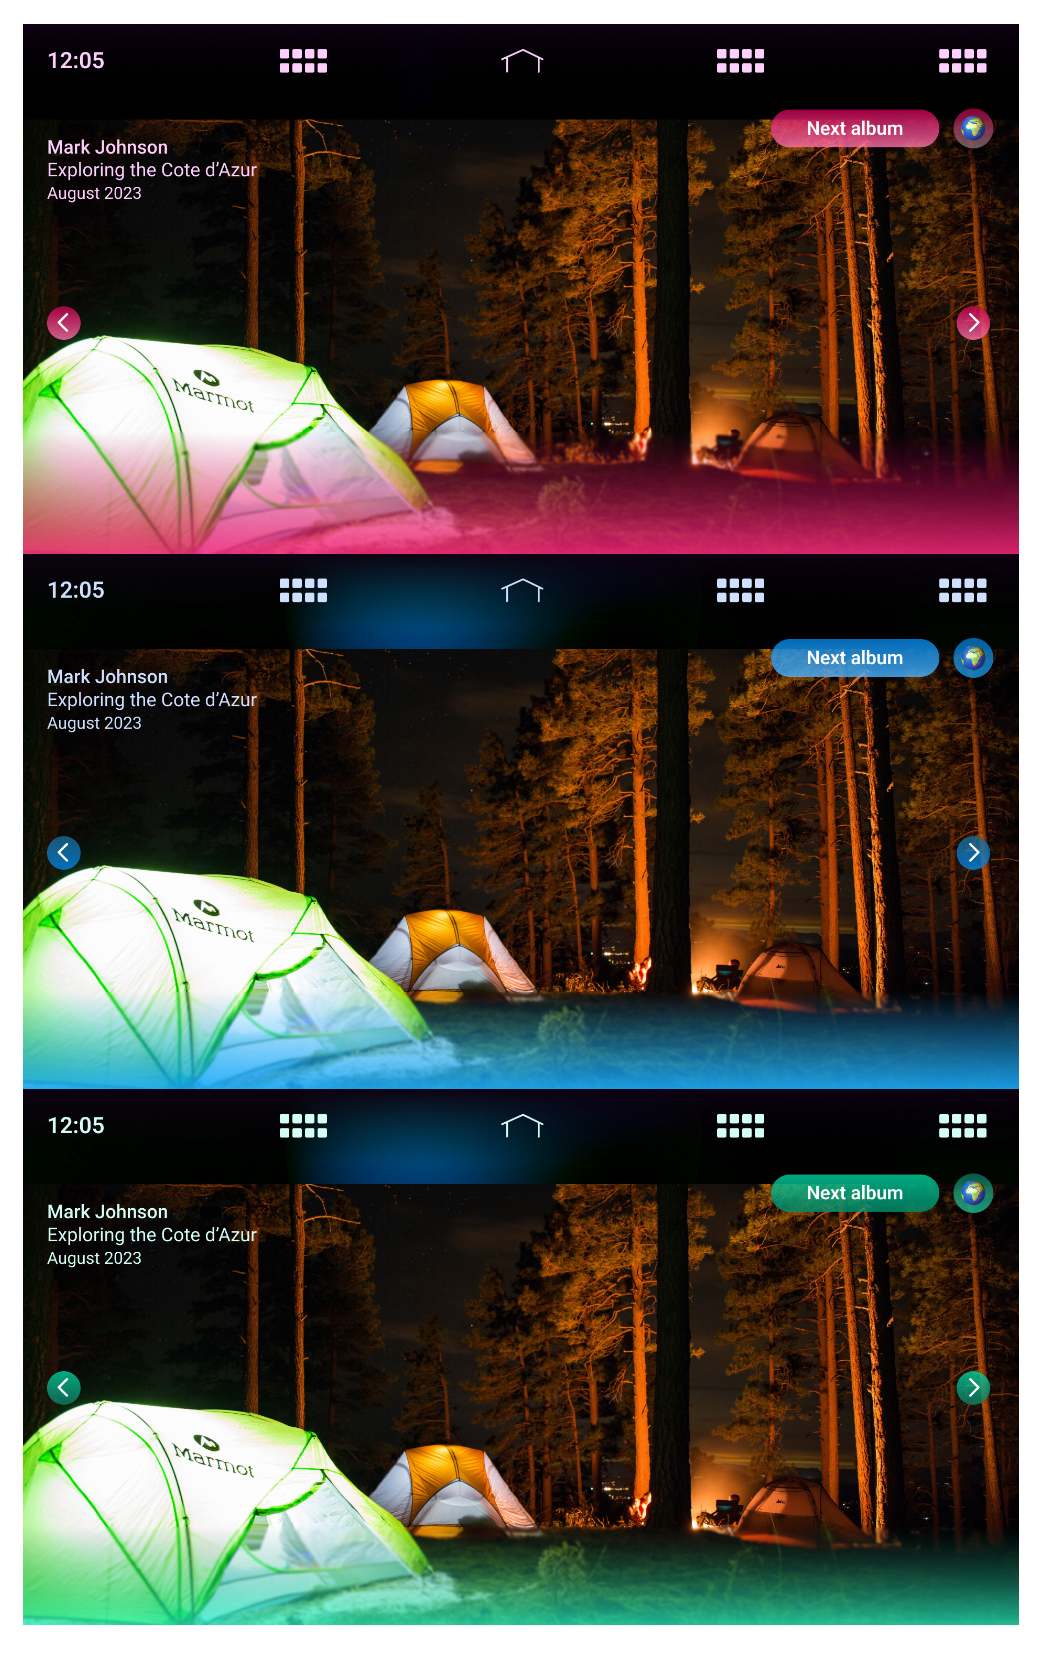 12:05
Next album
Mark Johnson
Exploring the Cote d’Azur
August 2023
Marmot
12:05
Next album
Mark Johnson
Exploring the Cote d’Azur
August 2023
Marmot
12:05
Next album
Mark Johnson
Exploring the Cote d’Azur
August 2023
Marmot